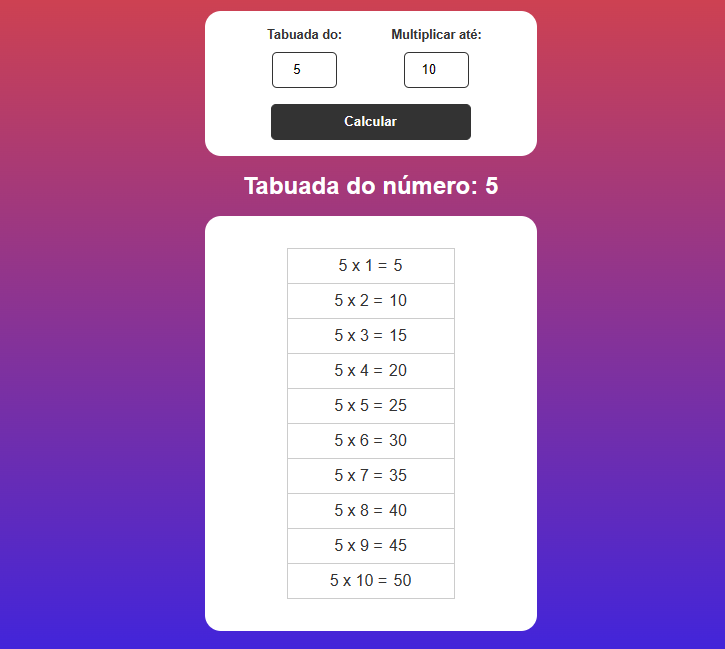 Tabuada do: Multiplicar até:
5 10
Calcular
Tabuada do número: 5
5 x 1 = 5
5 x 2 = 10
5 x 3 = 15
5 x 4 = 20
5 x 5 = 25
5 x 6 = 30
5 x 7 = 35
5 x 8 = 40
5 x 9 = 45
5 x 10 = 50